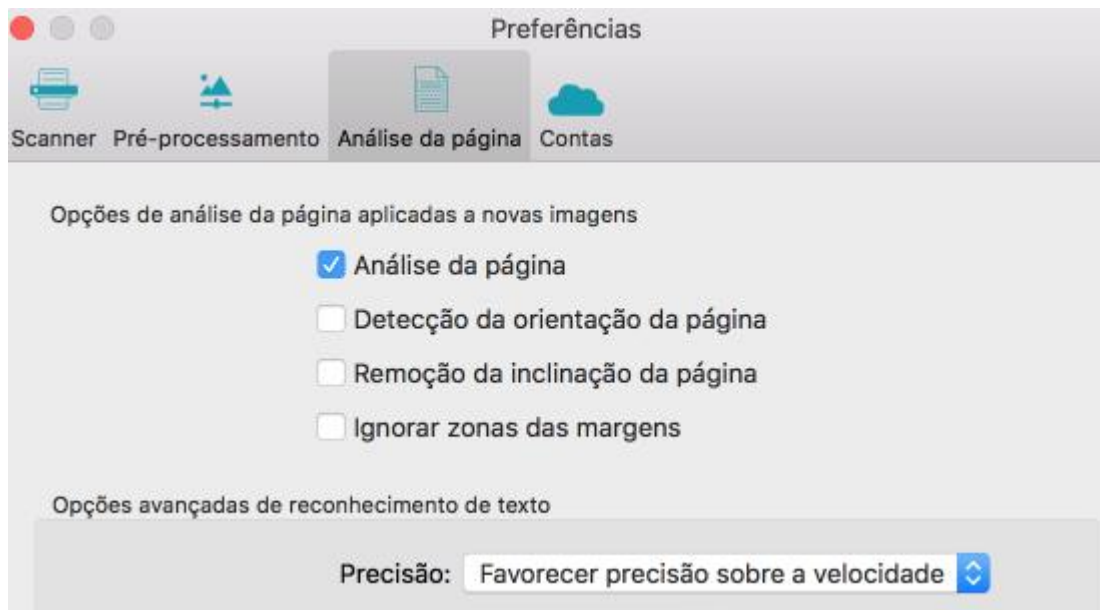 Preferências
Scanner Pré-processamento Análise da página Contas
Opções de análise da página aplicadas a novas imagens
Análise da página
Detecção da orientação da página
Remoção da inclinação da página
Ignorar zonas das margens
Opções avançadas de reconhecimento de texto
Precisão: Favorecer precisão sobre a velocidade